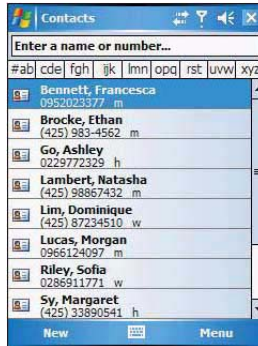 Contacts
Enter a name or number...
#ab cde fgh ijk lmn opq rst uvw xyz
Bennett, Francesca
0952023377 m
Brocke, Ethan
(425) 983-4562 m
Go, Ashley
0229772329 h
Lambert, Natasha
(425) 98867432 m
Lim, Dominique
(425) 87234510 w
Lucas, Morgan
0966124097 m
Riley, Sofia
0286911771 w
Sy, Margaret
(425) 33890541 h
New Menu